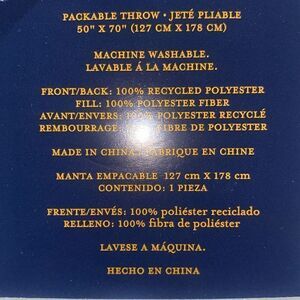 PACKABLE THROW • JETÉ PLIABLE
50" X 70" (127 CM X 178 CM)
MACHINE WASHABLE.
LAVABLE Á LA MACHINE.
FRONT/BACK: 100% RECYCLED POLYESTER
FILL: 100% POLYESTER FIBER
AVANT/ENVERS: 100% POLYESTER RECYCLÉ
REMBOURRAGE: FIBRE DE POLYESTER
MADE IN CHINA FABRIQUE EN CHINE
MANTA EMPACABLE 127 cm X 178 cm
CONTENIDO: 1 PIEZA
FRENTE/ENVÉS: 100% poliéster reciclado
RELLENO: 100% fibra de poliéster
LAVESE A MÁQUINA.
HECHO EN CHINA